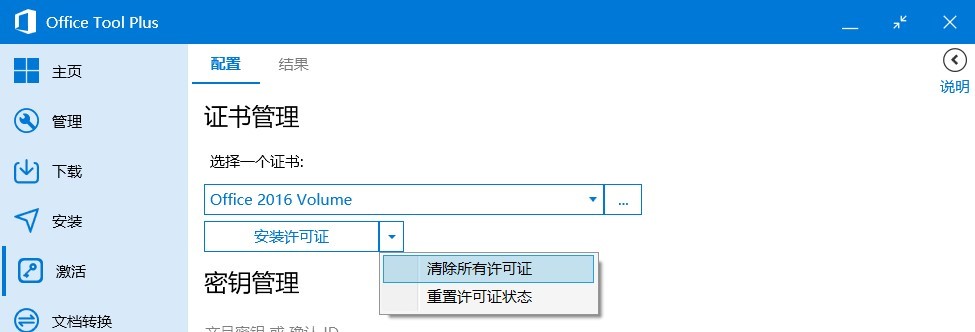 Office Tool Plus
主页
管理
下载
安装
激活
文档转换
配置 结果
说明
证书管理
选择一个证书:
Office 2016 Volume ...
安装许可证
清除所有许可证
重置许可证状态
密钥管理